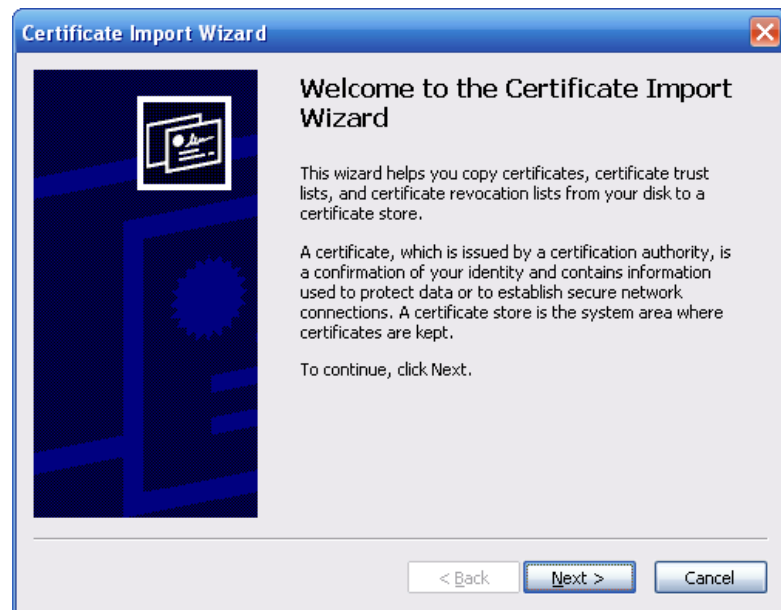 Certificate Import Wizard
Welcome to the Certificate Import
Wizard
This wizard helps you copy certificates, certificate trust
lists, and certificate revocation lists from your disk to a
certificate store.
A certificate, which is issued by a certification authority, is
a confirmation of your identity and contains information
used to protect data or to establish secure network
connections. A certificate store is the system area where
certificates are kept.
To continue, click Next.
< Back Next > Cancel